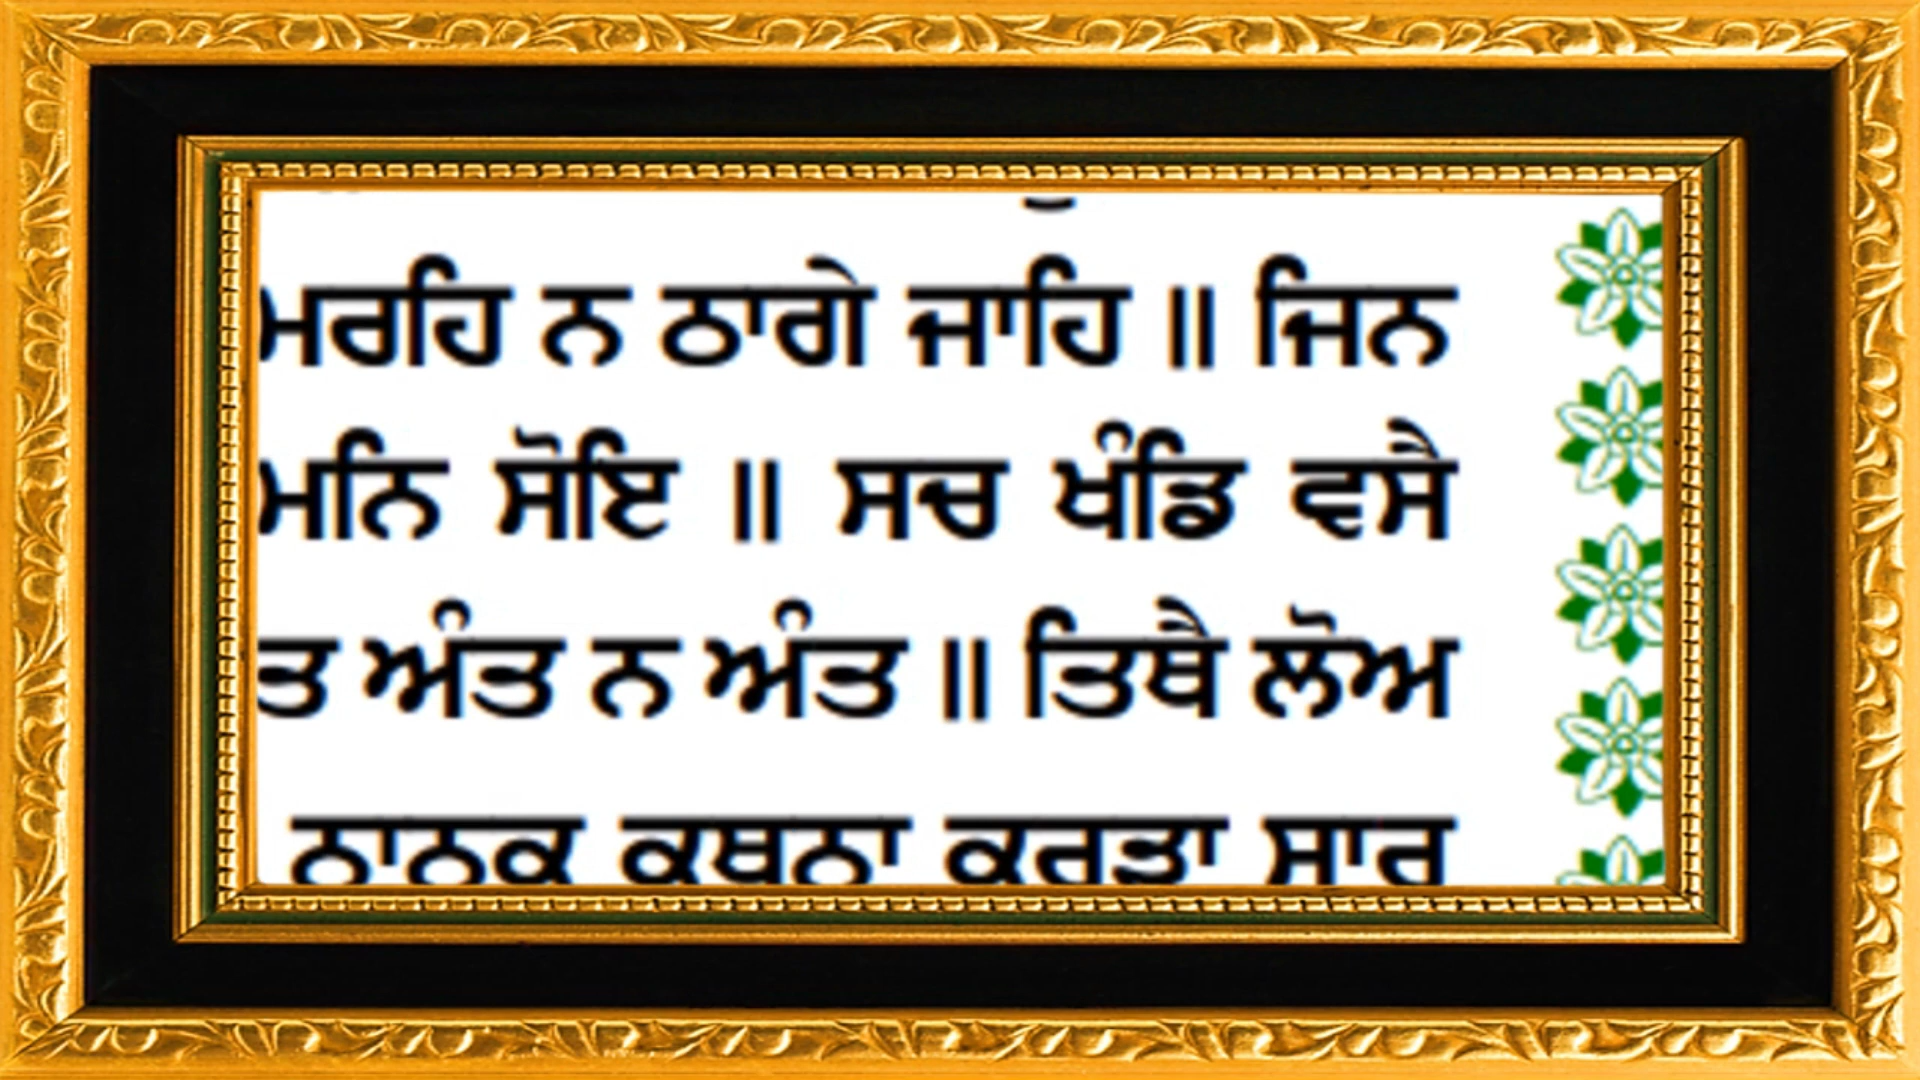 ਮਰਹਿ ਨ ਠਾਗੇ ਜਾਹਿ ॥ ਜਿਨ
ਮਨਿ ਸੋਇ ॥ ਸਚ ਖੰਡਿ ਵਸੈ
ਤ ਅੰਤ ਨ ਅੰਤ ॥ ਤਿਥੈ ਲੋਅ
ਨਾਨਕ ਕਥਨਾ ਕਰੜਾ ਸਾਰ